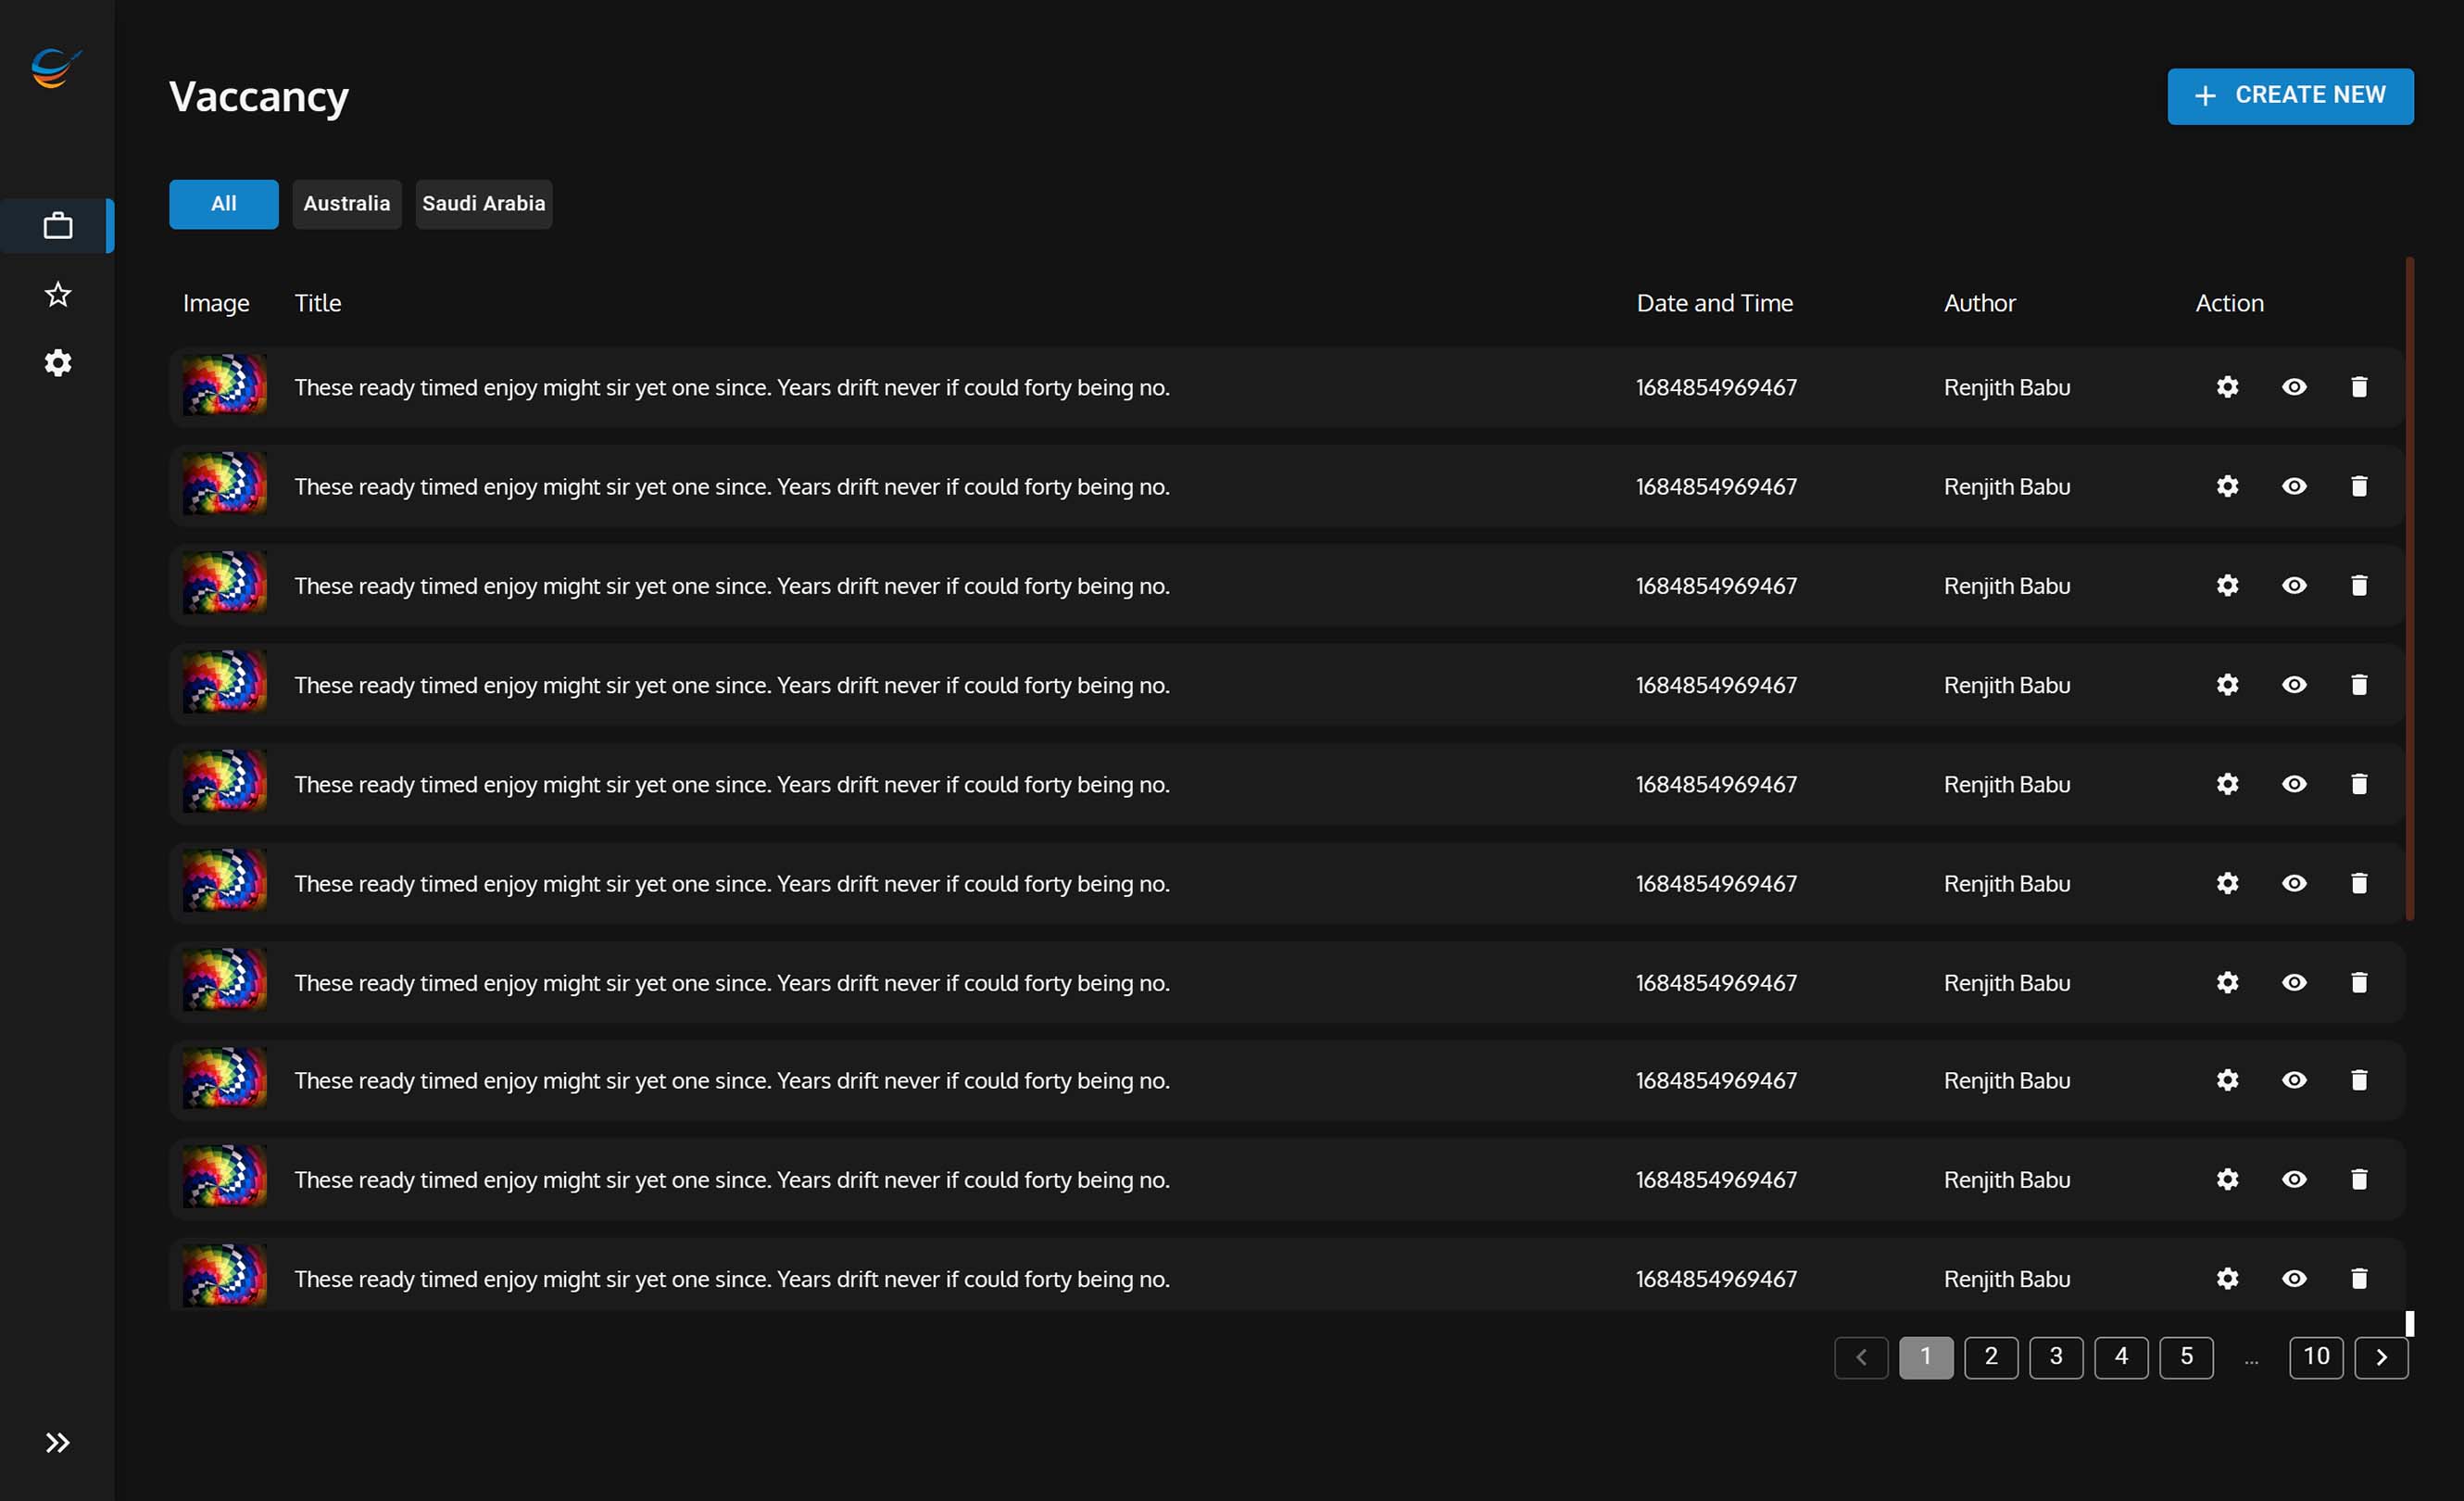 Vaccancy
CREATE NEW
All Australia Saudi Arabia
Image Title Date and Time Author Action
These ready timed enjoy might sir yet one since. Years drift never if could forty being no. 1684854969467 Renjith Babu
These ready timed enjoy might sir yet one since. Years drift never if could forty being no. 1684854969467 Renjith Babu
These ready timed enjoy might sir yet one since. Years drift never if could forty being no. 1684854969467 Renjith Babu
These ready timed enjoy might sir yet one since. Years drift never if could forty being no. 1684854969467 Renjith Babu
These ready timed enjoy might sir yet one since. Years drift never if could forty being no. 1684854969467 Renjith Babu
These ready timed enjoy might sir yet one since. Years drift never if could forty being no. 1684854969467 Renjith Babu
These ready timed enjoy might sir yet one since. Years drift never if could forty being no. 1684854969467 Renjith Babu
These ready timed enjoy might sir yet one since. Years drift never if could forty being no. 1684854969467 Renjith Babu
These ready timed enjoy might sir yet one since. Years drift never if could forty being no. 1684854969467 Renjith Babu
These ready timed enjoy might sir yet one since. Years drift never if could forty being no. 1684854969467 Renjith Babu
1 2 3 4 5 ... 10